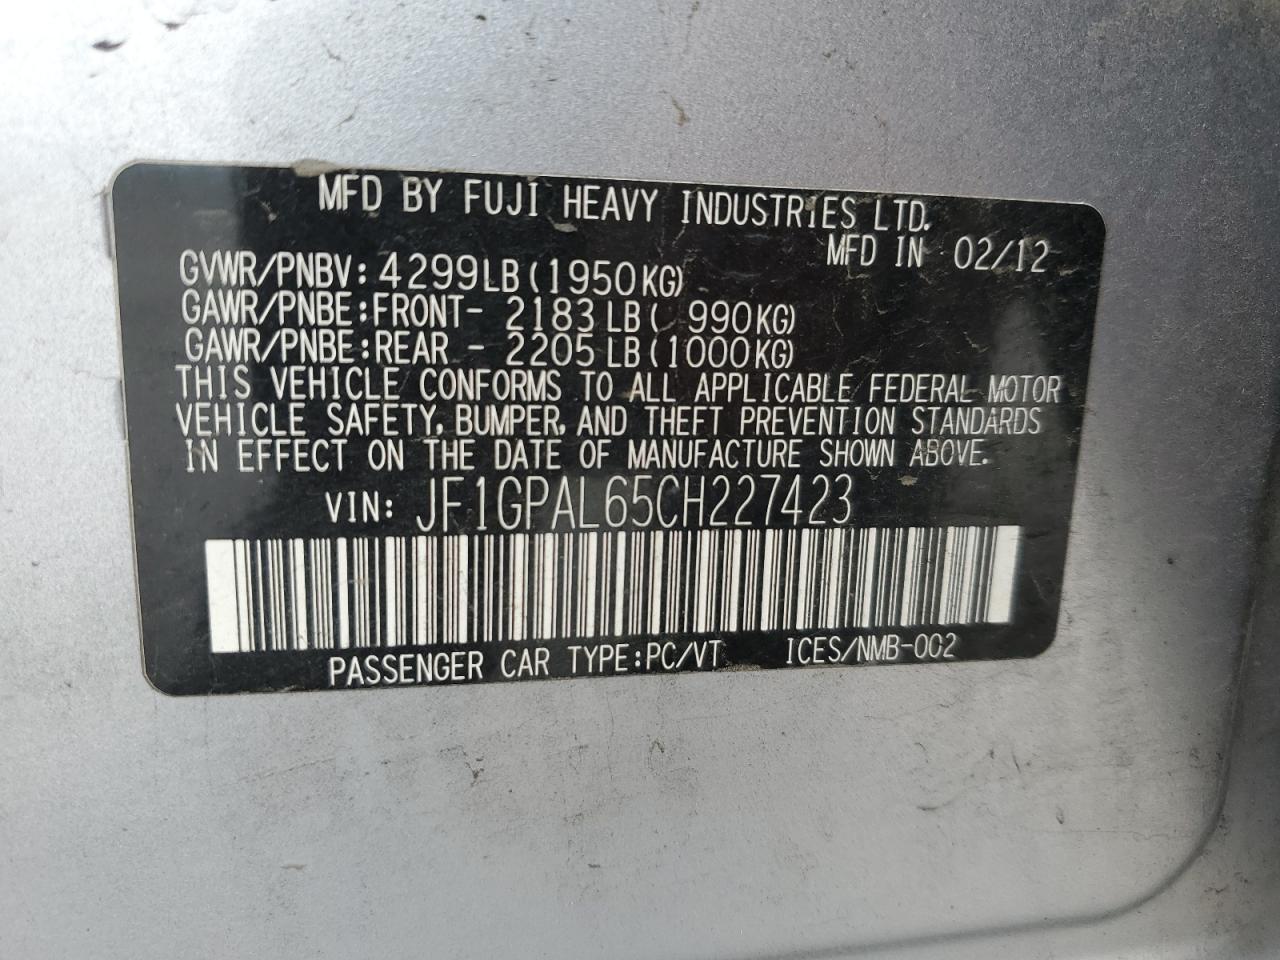 MFD BY FUJI HEAVY INDUSTRIES LTD.
MFD IN 02/12
GVWR/PNBV: 4299LB (1950KG)
GAWR/PNBE:FRONT- 2183LB ( 990KG)
GAWR/PNBE:REAR - 2205LB (1000KG)
THIS VEHICLE CONFORMS TO ALL APPLICABLE FEDERAL MOTOR
VEHICLE SAFETY, BUMPER, AND THEFT PREVENTION STANDARDS
IN EFFECT ON THE DATE OF MANUFACTURE SHOWN ABOVE.
VIN: JF1GPAL65CH227423
PASSENGER CAR TYPE:PC/VT ICES/NMB-002